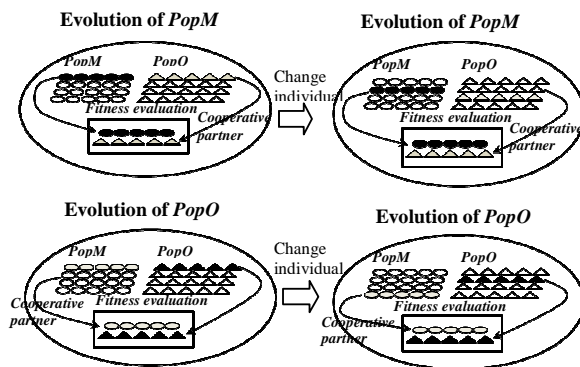 Evolution of PopM
PopM PopO
Fitness evaluation
Cooperative
partner
Change
individual
Evolution of PopM
PopM PopO
Fitness evaluation
Cooperative
partner
Evolution of PopO
PopM PopO
Cooperative
partner
Fitness evaluation
Change
individual
Evolution of PopO
PopM PopO
Fitness evaluation
Cooperative
partner